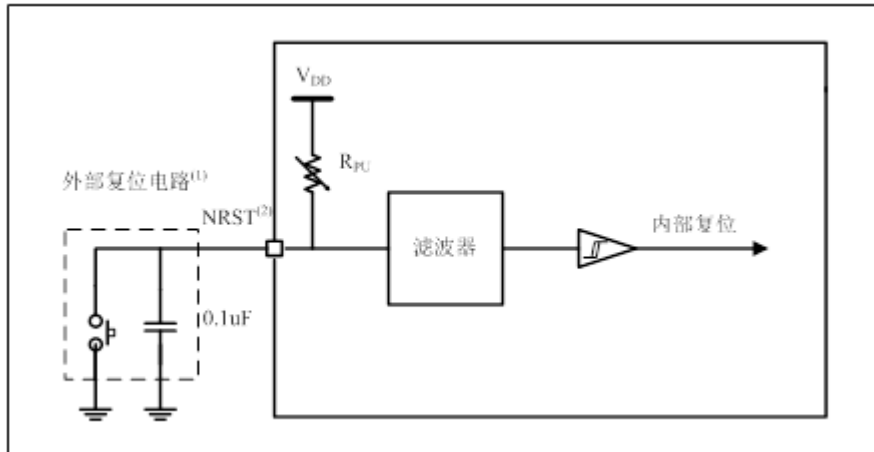 V_DD
R_PU
外部复位电路(1)
NRST(2)
滤波器
内部复位
0.1uF